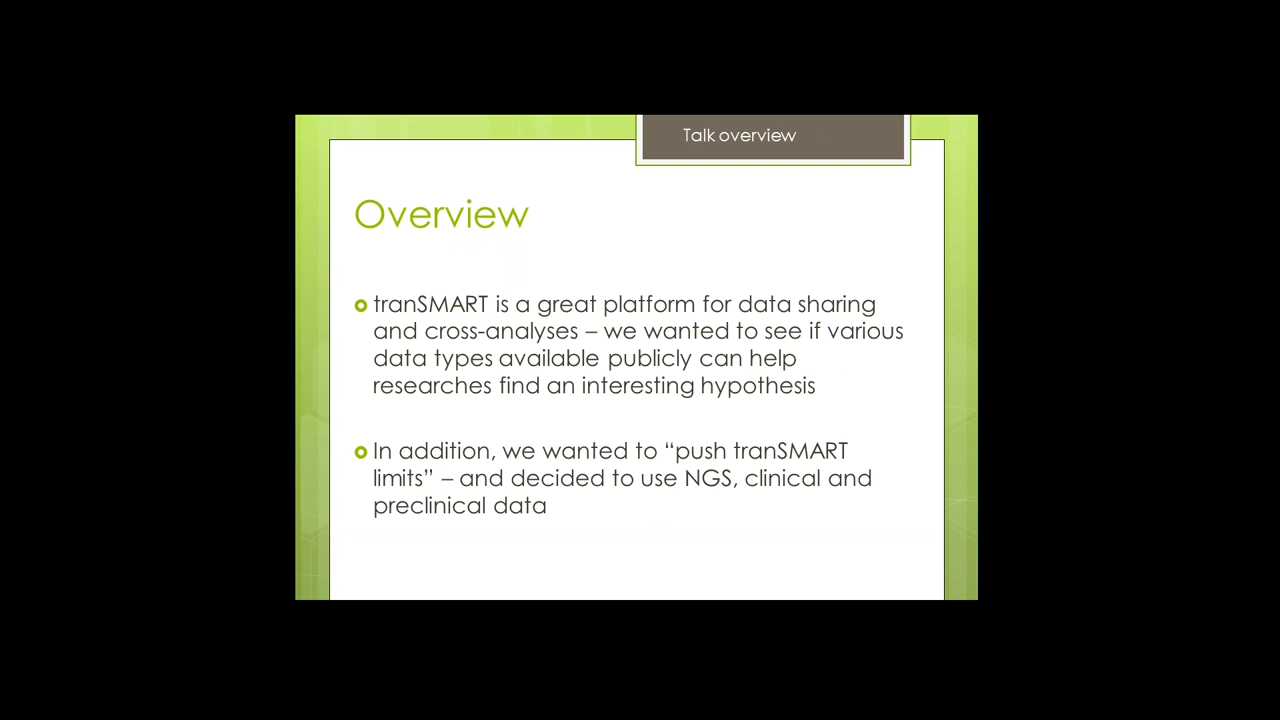 Talk overview
Overview
tranSMART is a great platform for data sharing
and cross-analyses – we wanted to see if various
data types available publicly can help
researches find an interesting hypothesis
In addition, we wanted to “push tranSMART
limits” – and decided to use NGS, clinical and
preclinical data